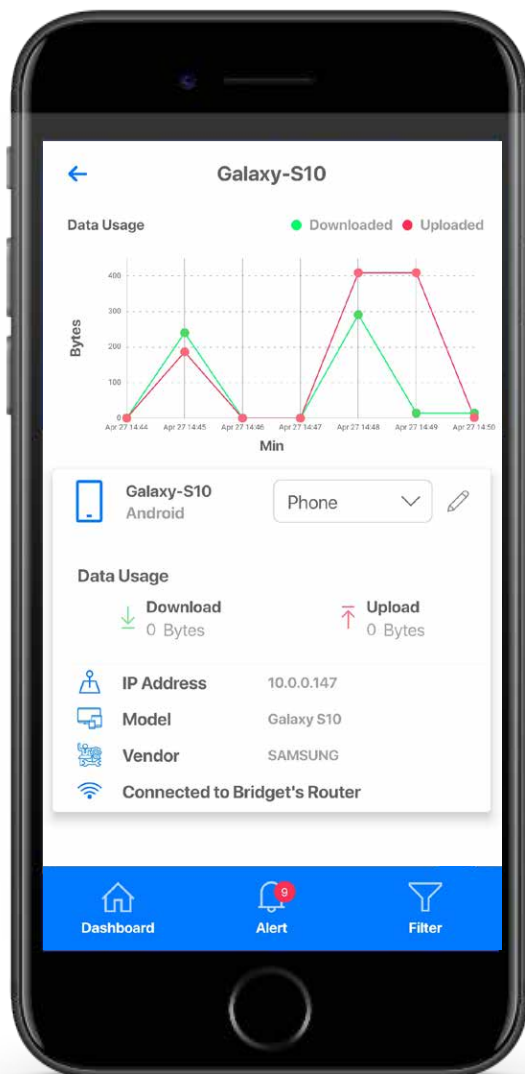 Galaxy-S10
Data Usage
Downloaded Uploaded
400
300
200
100
0
Bytes
Apr 27 14:44 Apr 27 14:45 Apr 27 14:46 Apr 27 14:47 Apr 27 14:48 Apr 27 14:49 Apr 27 14:50
Min
Galaxy-S10
Android
Phone
Data Usage
Download
0 Bytes
Upload
0 Bytes
IP Address 10.0.0.147
Model Galaxy S10
Vendor SAMSUNG
Connected to Bridget's Router
9
Dashboard Alert Filter